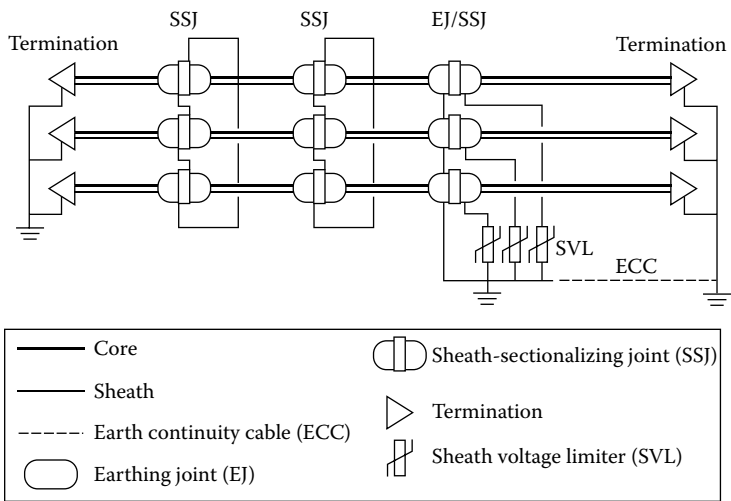 SSJ
SSJ
EJ/SSJ
Termination
Termination
SVL
ECC
Core
Sheath
Earth continuity cable (ECC)
Earthing joint (EJ)
Sheath-sectionalizing joint (SSJ)
Termination
Sheath voltage limiter (SVL)